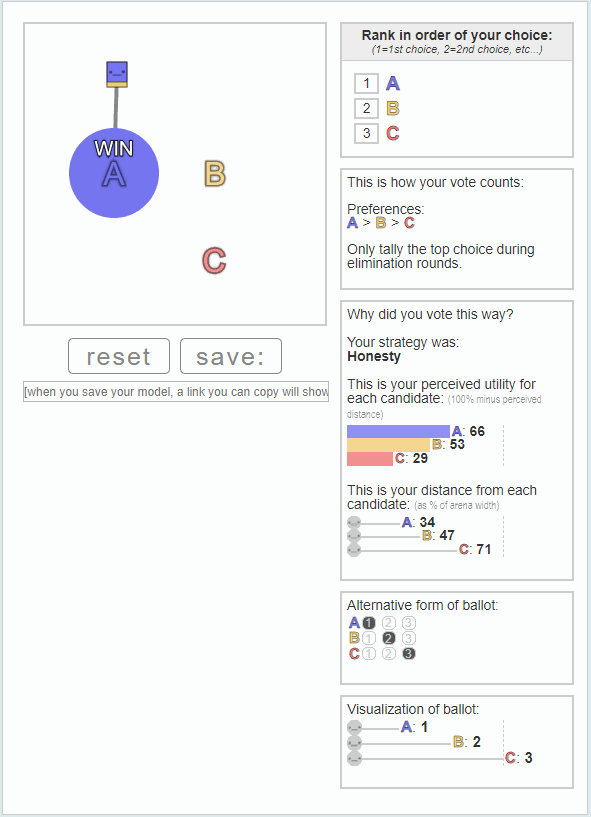 WIN
A
B
C
reset
save:
[when you save your model, a link you can copy will show
Rank in order of your choice:
(1=1st choice, 2=2nd choice, etc...)
1 A
2 B
3 C
This is how your vote counts:
Preferences:
A > B > C
Only tally the top choice during
elimination rounds.
Why did you vote this way?
Your strategy was:
Honesty
This is your perceived utility for
each candidate: (100% minus perceived
distance)
A: 66
B: 53
C: 29
This is your distance from each
candidate: (as % of arena width)
A: 34
B: 47
C: 71
Alternative form of ballot:
A 1 2 3
B 1 2 3
C 1 2 3
Visualization of ballot:
A: 1
B: 2
C: 3